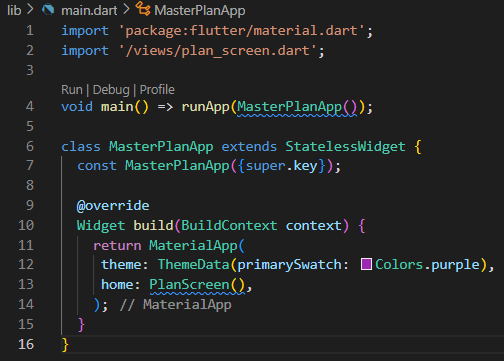 lib > main.dart > MasterPlanApp
1 import 'package:flutter/material.dart';
2 import '/views/plan_screen.dart';
3
Run | Debug | Profile
4 void main() => runApp(MasterPlanApp());
5
6 class MasterPlanApp extends StatelessWidget {
7   const MasterPlanApp({super.key});
8
9   @override
10   Widget build(BuildContext context) {
11     return MaterialApp(
12      theme: ThemeData(primarySwatch: Colors.purple),
13      home: PlanScreen(),
14     ); // MaterialApp
15   }
16 }